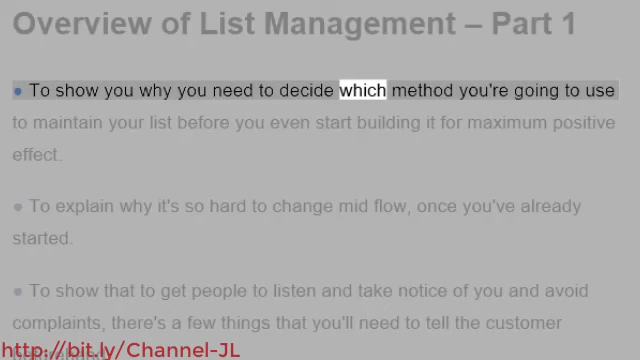 Overview of List Management – Part 1
● To show you why you need to decide which method you're going to use
to maintain your list before you even start building it for maximum positive
effect.
● To explain why it's so hard to change mid flow, once you've already
started.
● To show that to get people to listen and take notice of you and avoid
complaints, there's a few things that you'll need to tell the customer
http://bit.ly/Channel-JL